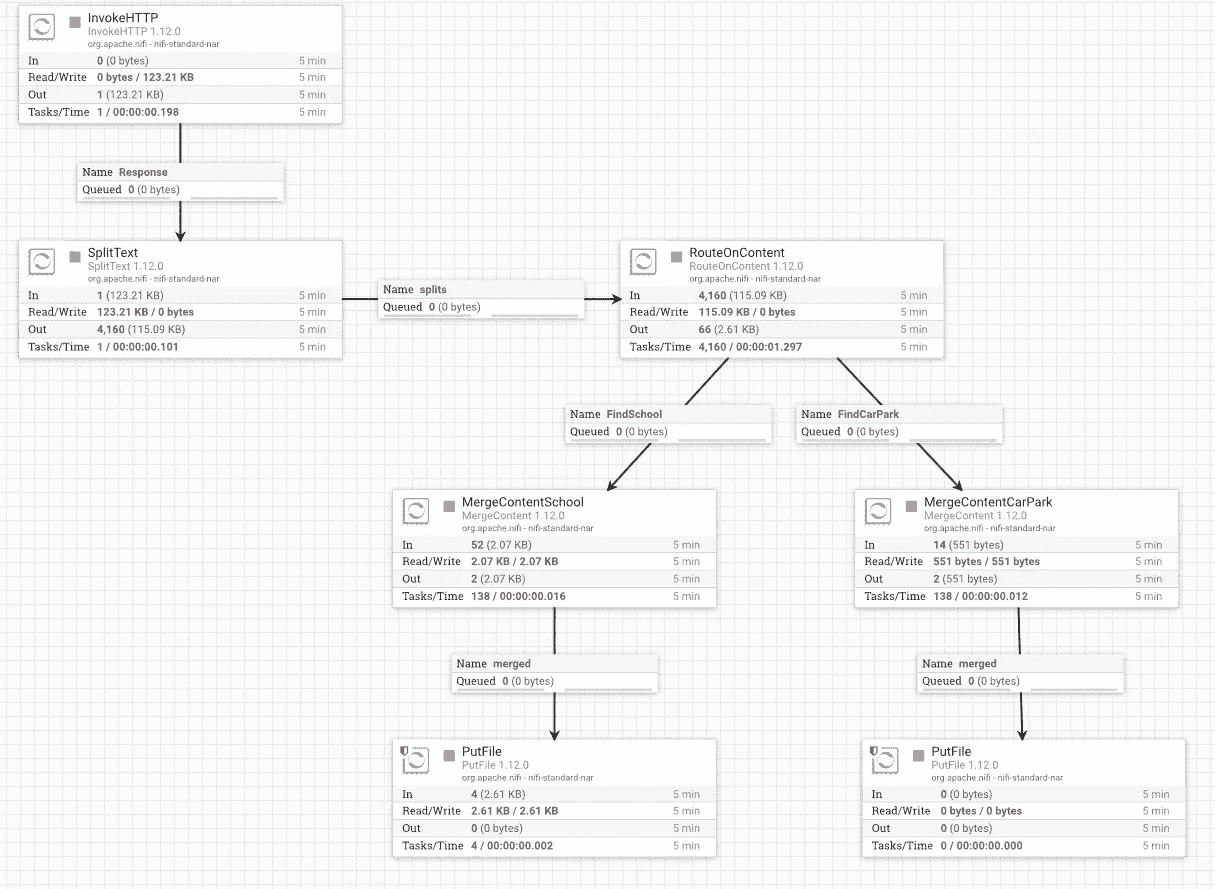 InvokeHTTP
InvokeHTTP 1.12.0
org.apache.nifi - nifi-standard-nar
In 0 (0 bytes) 5 min
Read/Write 0 bytes / 123.21 KB 5 min
Out 1 (123.21 KB) 5 min
Tasks/Time 1 / 00:00:00.198 5 min
Name Response
Queued 0 (0 bytes)
SplitText
SplitText 1.12.0
org.apache.nifi - nifi-standard-nar
In 1 (123.21 KB) 5 min
Read/Write 123.21 KB / 0 bytes 5 min
Out 4,160 (115.09 KB) 5 min
Tasks/Time 1 / 00:00:00.101 5 min
Name splits
Queued 0 (0 bytes)
RouteOnContent
RouteOnContent 1.12.0
org.apache.nifi - nifi-standard-nar
In 4,160 (115.09 KB) 5 min
Read/Write 115.09 KB / 0 bytes 5 min
Out 66 (2.61 KB) 5 min
Tasks/Time 4,160 / 00:00:01.297 5 min
Name FindSchool
Queued 0 (0 bytes)
Name FindCarPark
Queued 0 (0 bytes)
MergeContentSchool
MergeContent 1.12.0
org.apache.nifi - nifi-standard-nar
In 52 (2.07 KB) 5 min
Read/Write 2.07 KB / 2.07 KB 5 min
Out 2 (2.07 KB) 5 min
Tasks/Time 138 / 00:00:00.016 5 min
MergeContentCarPark
MergeContent 1.12.0
org.apache.nifi - nifi-standard-nar
In 14 (551 bytes) 5 min
Read/Write 551 bytes / 551 bytes 5 min
Out 2 (551 bytes) 5 min
Tasks/Time 138 / 00:00:00.012 5 min
Name merged
Queued 0 (0 bytes)
Name merged
Queued 0 (0 bytes)
PutFile
PutFile 1.12.0
org.apache.nifi - nifi-standard-nar
In 4 (2.61 KB) 5 min
Read/Write 2.61 KB / 2.61 KB 5 min
Out 0 (0 bytes) 5 min
Tasks/Time 4 / 00:00:00.002 5 min
PutFile
PutFile 1.12.0
org.apache.nifi - nifi-standard-nar
In 0 (0 bytes) 5 min
Read/Write 0 bytes / 0 bytes 5 min
Out 0 (0 bytes) 5 min
Tasks/Time 0 / 00:00:00.000 5 min